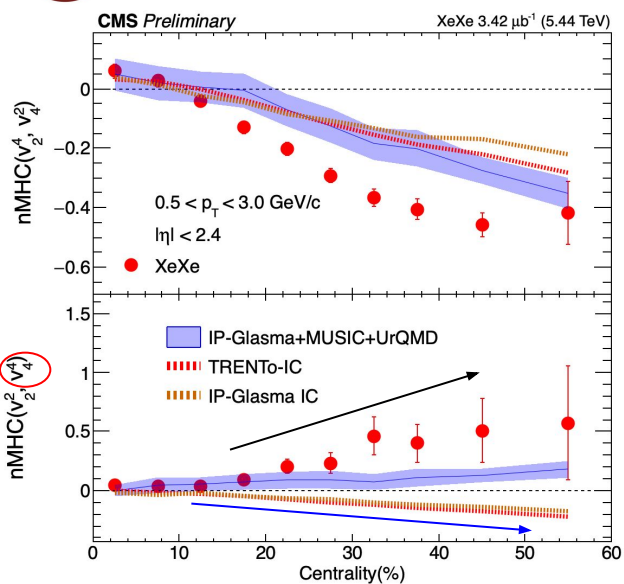 CMS Preliminary XeXe 3.42 μb⁻¹ (5.44 TeV)
nMHC(v₂⁴, v₄²)
0
−0.2
−0.4
−0.6
0.5 < p_T < 3.0 GeV/c
|η| < 2.4
XeXe
nMHC(v₂², v₄⁴)
1.5
1
0.5
0
IP-Glasma+MUSIC+UrQMD
TRENTo-IC
IP-Glasma IC
0 10 20 30 40 50 60
Centrality(%)